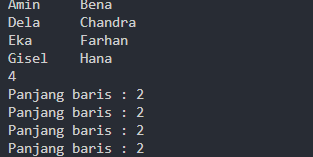 Amin Bena
Dela Chandra
Eka Farhan
Gisel Hana
4
Panjang baris : 2
Panjang baris : 2
Panjang baris : 2
Panjang baris : 2